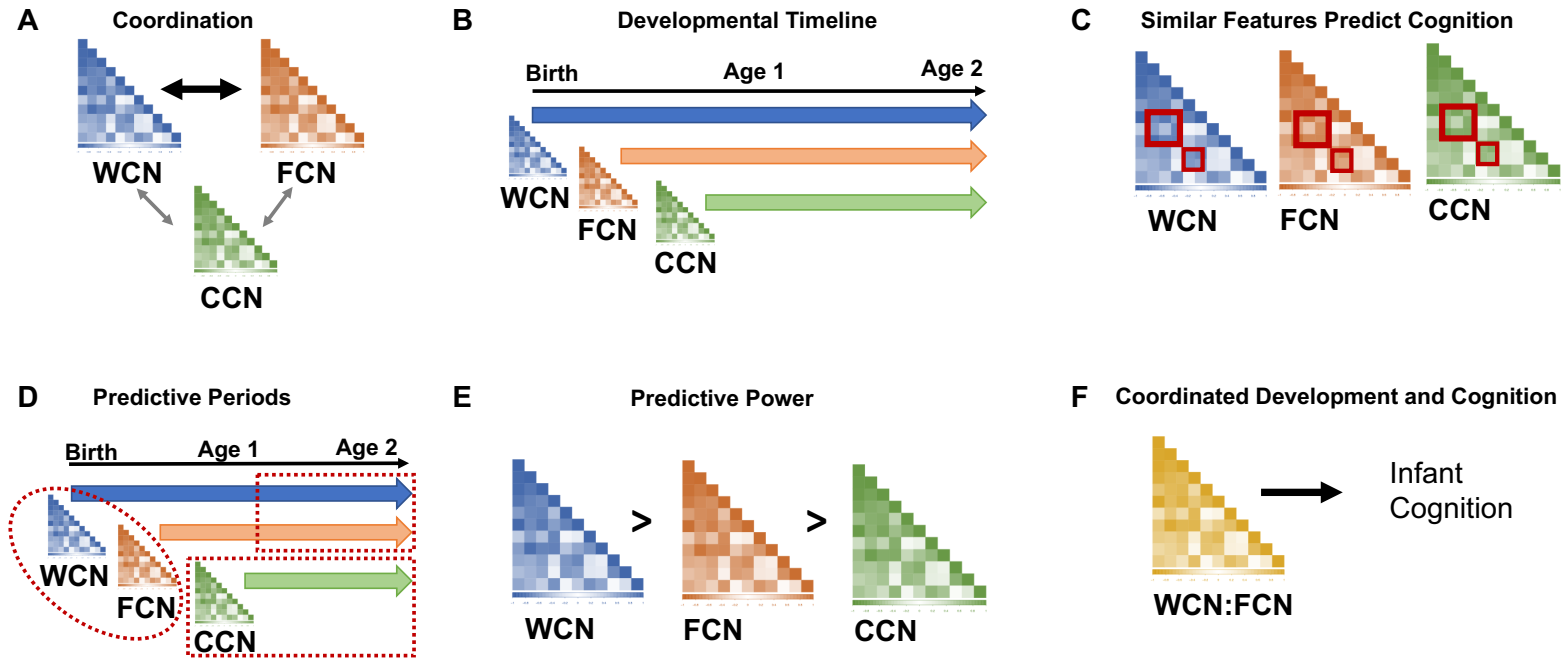 A Coordination
WCN
FCN
CCN
B Developmental Timeline
Birth
Age 1
Age 2
WCN
FCN
CCN
C Similar Features Predict Cognition
WCN
FCN
CCN
D Predictive Periods
Birth
Age 1
Age 2
WCN
FCN
CCN
E Predictive Power
>
>
WCN
FCN
CCN
F Coordinated Development and Cognition
Infant
Cognition
WCN:FCN